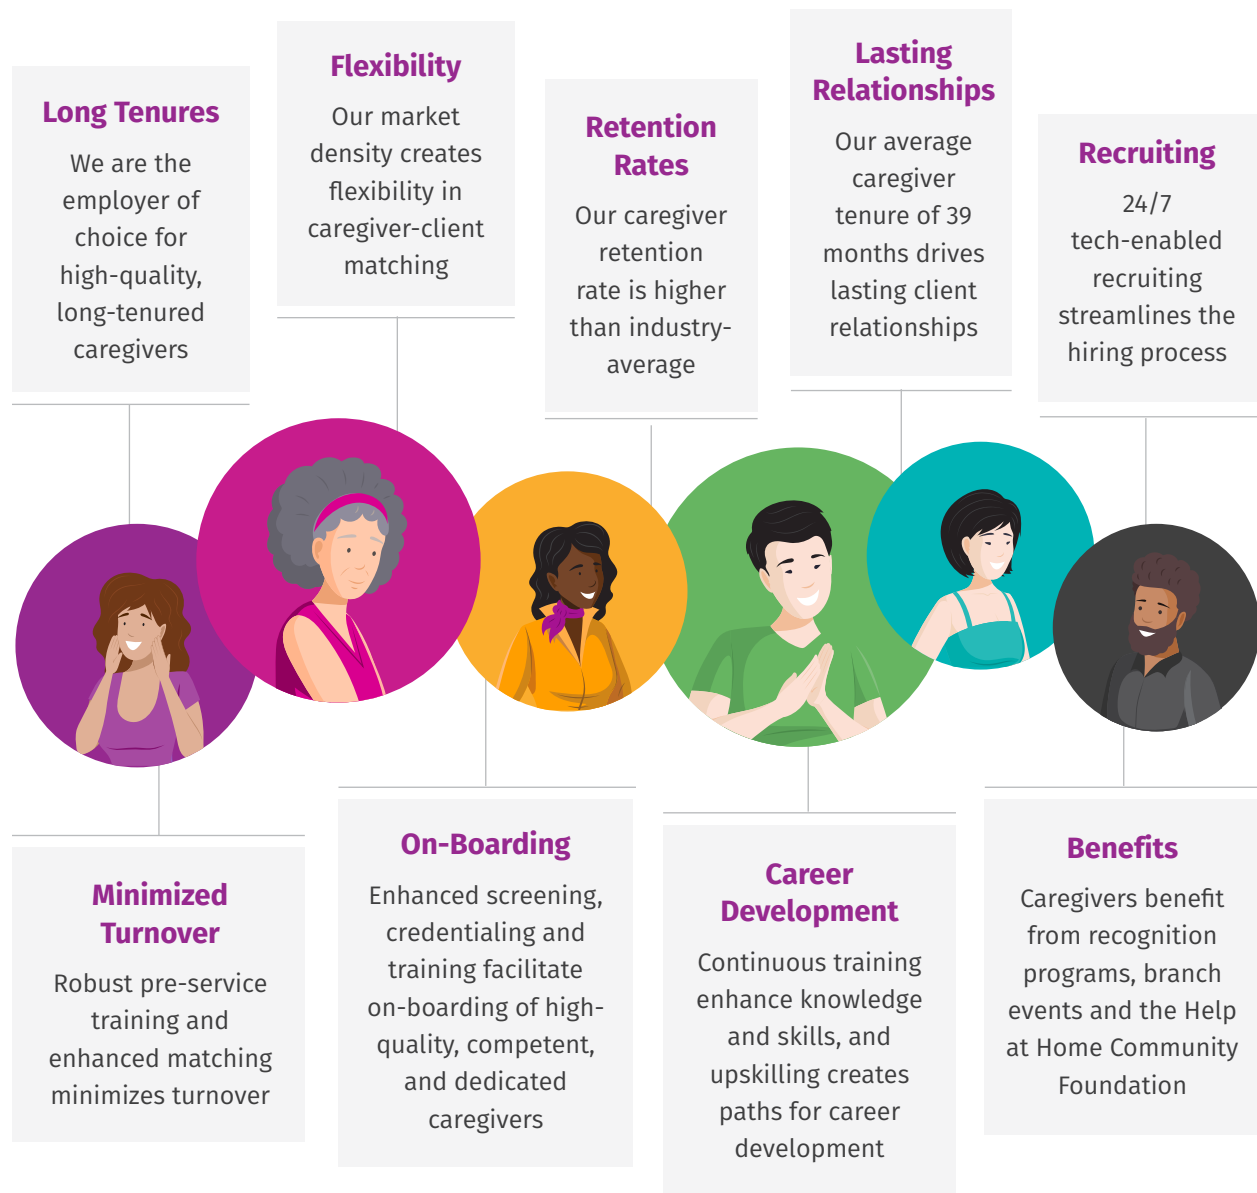 Long Tenures
We are the
employer of
choice for
high-quality,
long-tenured
caregivers
Flexibility
Our market
density creates
flexibility in
caregiver-client
matching
Retention
Rates
Our caregiver
retention
rate is higher
than industry-
average
Lasting
Relationships
Our average
caregiver
tenure of 39
months drives
lasting client
relationships
Recruiting
24/7
tech-enabled
recruiting
streamlines the
hiring process
Minimized
Turnover
Robust pre-service
training and
enhanced matching
minimizes turnover
On-Boarding
Enhanced screening,
credentialing and
training facilitate
on-boarding of high-
quality, competent,
and dedicated
caregivers
Career
Development
Continuous training
enhance knowledge
and skills, and
upskilling creates
paths for career
development
Benefits
Caregivers benefit
from recognition
programs, branch
events and the Help
at Home Community
Foundation